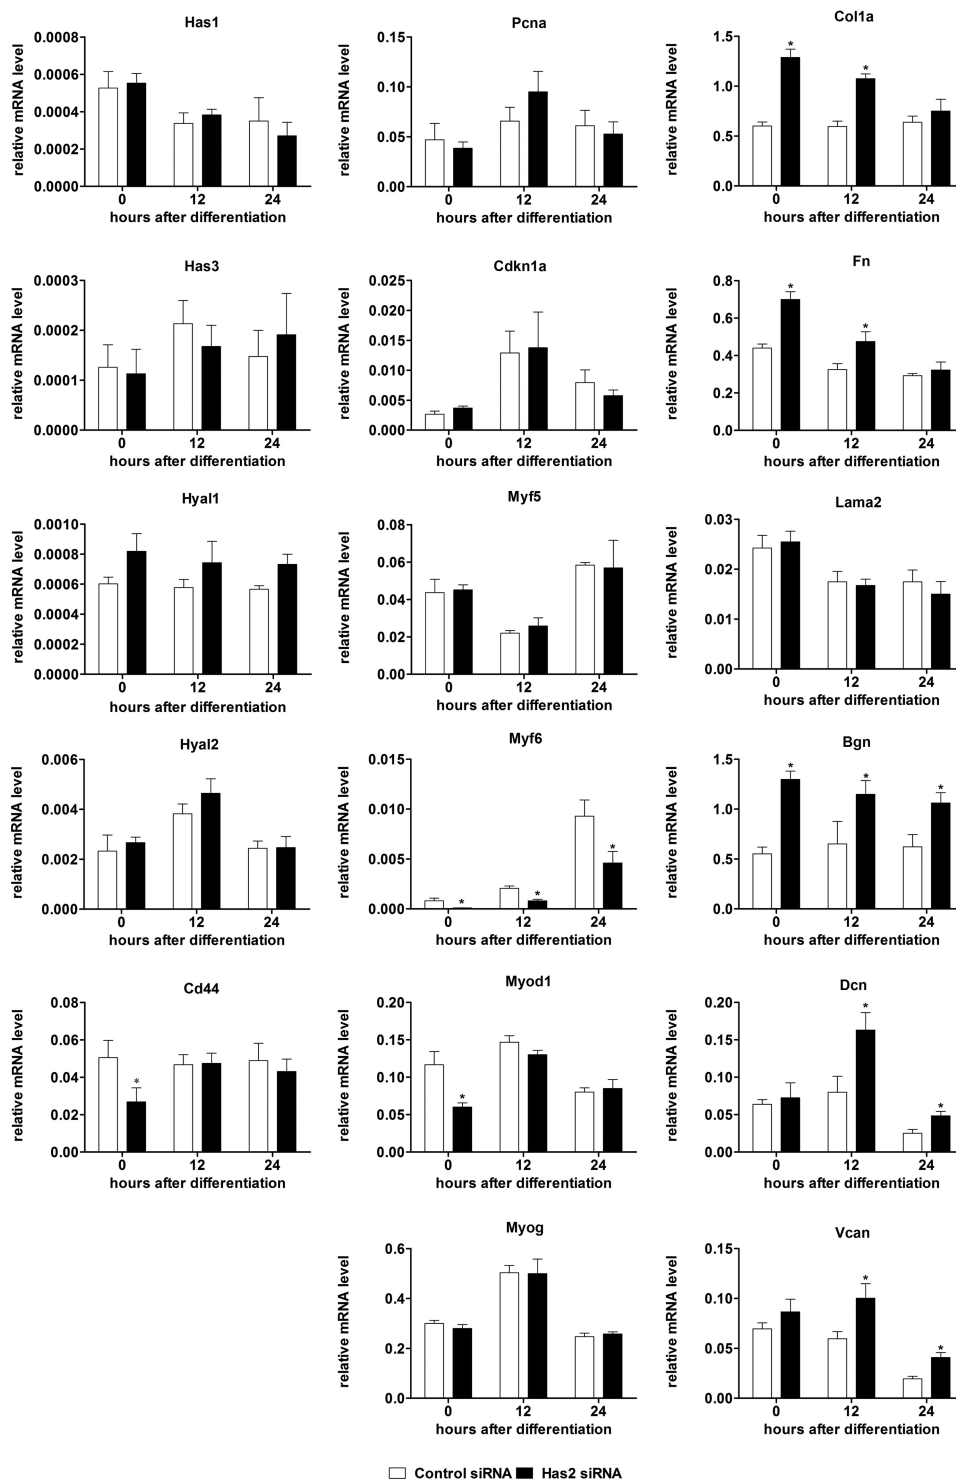 Has1
relative mRNA level
0.0008
0.0006
0.0004
0.0002
0.0000
0 12 24
hours after differentiation
Pcna
relative mRNA level
0.15
0.10
0.05
0.00
0 12 24
hours after differentiation
Col1a
relative mRNA level
1.5
1.0
0.5
0.0
* *
0 12 24
hours after differentiation
Has3
relative mRNA level
0.0003
0.0002
0.0001
0.0000
0 12 24
hours after differentiation
Cdkn1a
relative mRNA level
0.025
0.020
0.015
0.010
0.005
0.000
0 12 24
hours after differentiation
Fn
relative mRNA level
0.8
0.6
0.4
0.2
0.0
* *
0 12 24
hours after differentiation
Hyal1
relative mRNA level
0.0010
0.0008
0.0006
0.0004
0.0002
0.0000
0 12 24
hours after differentiation
Myf5
relative mRNA level
0.08
0.06
0.04
0.02
0.00
0 12 24
hours after differentiation
Lama2
relative mRNA level
0.03
0.02
0.01
0.00
0 12 24
hours after differentiation
Hyal2
relative mRNA level
0.006
0.004
0.002
0.000
0 12 24
hours after differentiation
Myf6
relative mRNA level
0.015
0.010
0.005
0.000
* * *
0 12 24
hours after differentiation
Bgn
relative mRNA level
1.5
1.0
0.5
0.0
* * *
0 12 24
hours after differentiation
Cd44
relative mRNA level
0.08
0.06
0.04
0.02
0.00
*
0 12 24
hours after differentiation
Myod1
relative mRNA level
0.20
0.15
0.10
0.05
0.00
*
0 12 24
hours after differentiation
Dcn
relative mRNA level
0.20
0.15
0.10
0.05
0.00
* *
0 12 24
hours after differentiation
Myog
relative mRNA level
0.6
0.4
0.2
0.0
0 12 24
hours after differentiation
Vcan
relative mRNA level
0.15
0.10
0.05
0.00
* *
0 12 24
hours after differentiation
Control siRNA Has2 siRNA